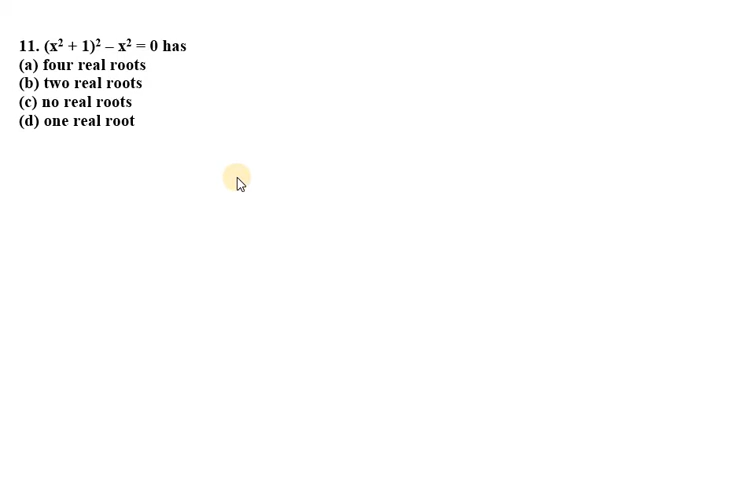 11. (x² + 1)² – x² = 0 has
(a) four real roots
(b) two real roots
(c) no real roots
(d) one real root